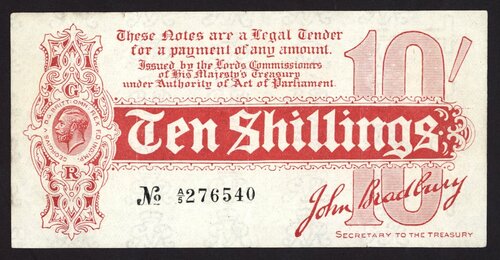 These Notes are a Legal Tender
for a payment of any amount.
Issued by the Lords Commissioners
of His Majesty's Treasury
under Authority of Act of Parliament.
10/
G
R
Ten Shillings
No A/5 276540
John Bradbury
10
SECRETARY TO THE TREASURY